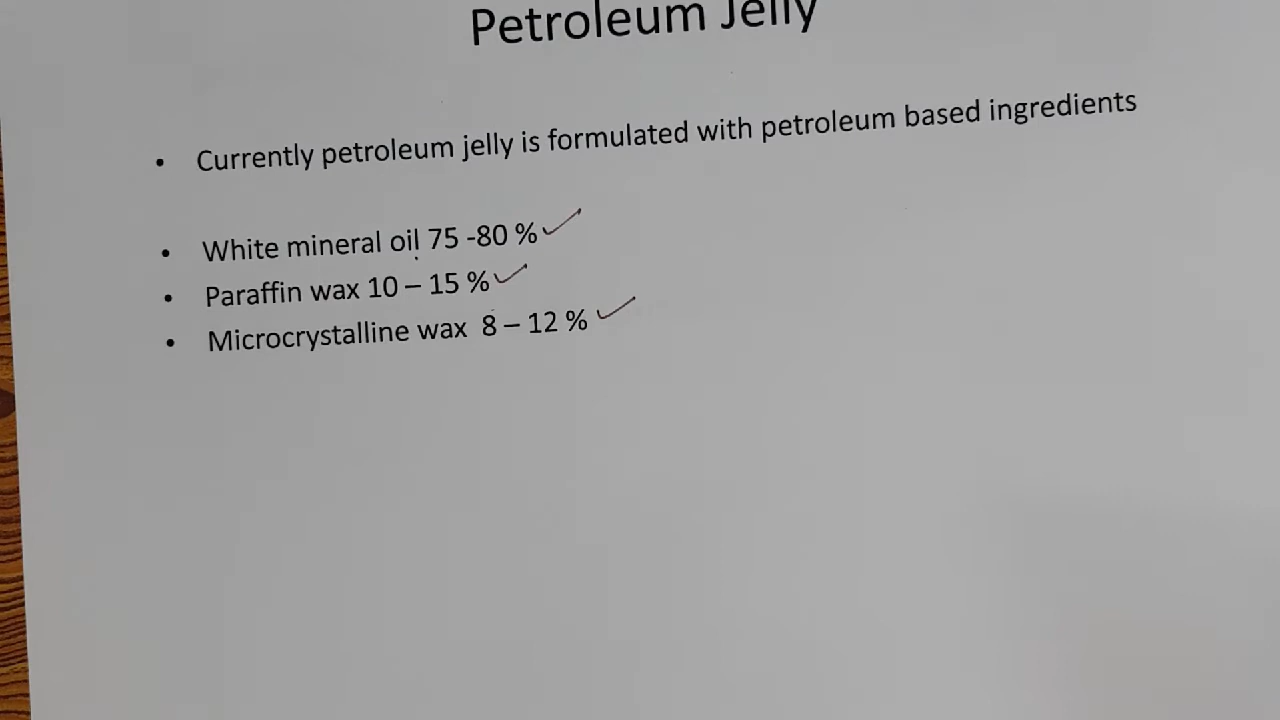 Petroleum Jelly
• Currently petroleum jelly is formulated with petroleum based ingredients
• White mineral oil 75 -80 %
• Paraffin wax 10 – 15 %
• Microcrystalline wax 8 – 12 %